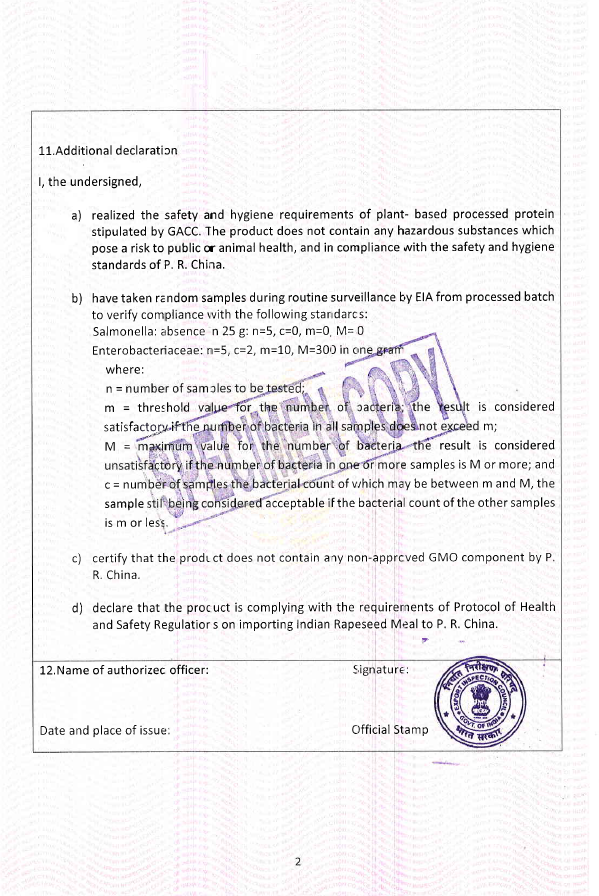 11.Additional declaration
I, the undersigned,
a) realized the safety and hygiene requirements of plant- based processed protein
stipulated by GACC. The product does not contain any hazardous substances which
pose a risk to public or animal health, and in compliance with the safety and hygiene
standards of P. R. China.
b) have taken random samples during routine surveillance by EIA from processed batch
to verify compliance with the following standards:
Salmonella: absence in 25 g: n=5, c=0, m=0, M= 0
Enterobacteriaceae: n=5, c=2, m=10, M=300 in one gram
where:
n = number of samples to be tested;
m = threshold value for the number of bacteria; the result is considered
satisfactory if the number of bacteria in all samples does not exceed m;
M = maximum value for the number of bacteria, the result is considered
unsatisfactory if the number of bacteria in one or more samples is M or more; and
c = number of samples the bacterial count of which may be between m and M, the
sample still being considered acceptable if the bacterial count of the other samples
is m or less.
SPECIMEN COPY
c) certify that the product does not contain any non-approved GMO component by P.
R. China.
d) declare that the product is complying with the requirements of Protocol of Health
and Safety Regulations on importing Indian Rapeseed Meal to P. R. China.
12.Name of authorized officer:
Signature:
निर्यात निरीक्षण परिषद
EXPORT INSPECTION COUNCIL
GOVT. OF INDIA
भारत सरकार
Date and place of issue:
Official Stamp
2